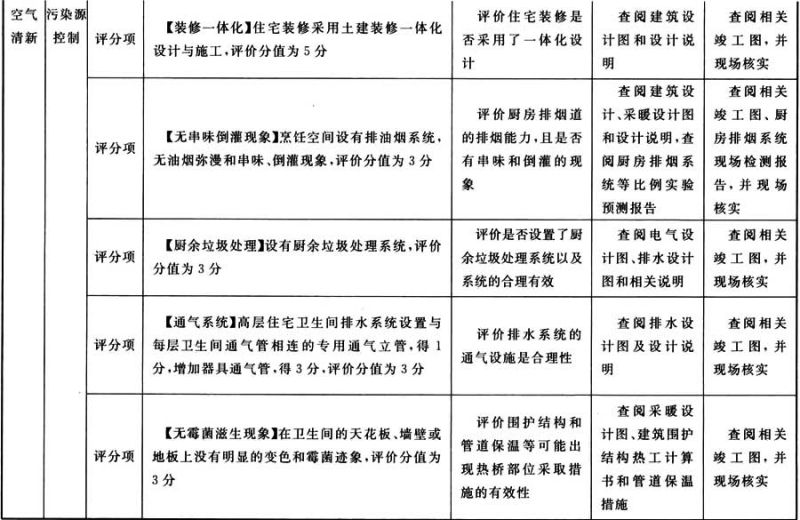 空气
清新
污染源
控制
评分项
【装修一体化】住宅装修采用土建装修一体化
设计与施工,评价分值为5分
评价住宅装修是
否采用了一体化设
计
查阅建筑设
计图和设计说
明
查阅相关
竣工图,并
现场核实
评分项
【无串味倒灌现象】烹饪空间设有排油烟系统,
无油烟弥漫和串味、倒灌现象,评价分值为3分
评价厨房排烟道
的排烟能力,且是否
有串味和倒灌的现
象
查阅建筑设
计、采暖设计图
和设计说明,查
阅厨房排烟系
统等比例实验
预测报告
查阅相关
竣工图、厨
房排烟系统
现场检测报
告,并现场
核实
评分项
【厨余垃圾处理】设有厨余垃圾处理系统,评价
分值为3分
评价是否设置了厨
余垃圾处理系统以及
系统的合理有效
查阅电气设
计图、排水设计
图和相关说明
查阅相关
竣工图,并
现场核实
评分项
【通气系统】高层住宅卫生间排水系统设置与
每层卫生间通气管相连的专用通气立管,得1
分,增加器具通气管,得3分,评价分值为3分
评价排水系统的
通气设施是合理性
查阅排水设
计图及设计说
明
查阅相关
竣工图,并
现场核实
评分项
【无霉菌滋生现象】在卫生间的天花板、墙壁或
地板上没有明显的变色和霉菌迹象,评价分值为
3分
评价围护结构和
管道保温等可能出
现热桥部位采取措
施的有效性
查阅采暖设
计图、建筑围护
结构热工计算
书和管道保温
措施
查阅相关
竣工图,并
现场核实